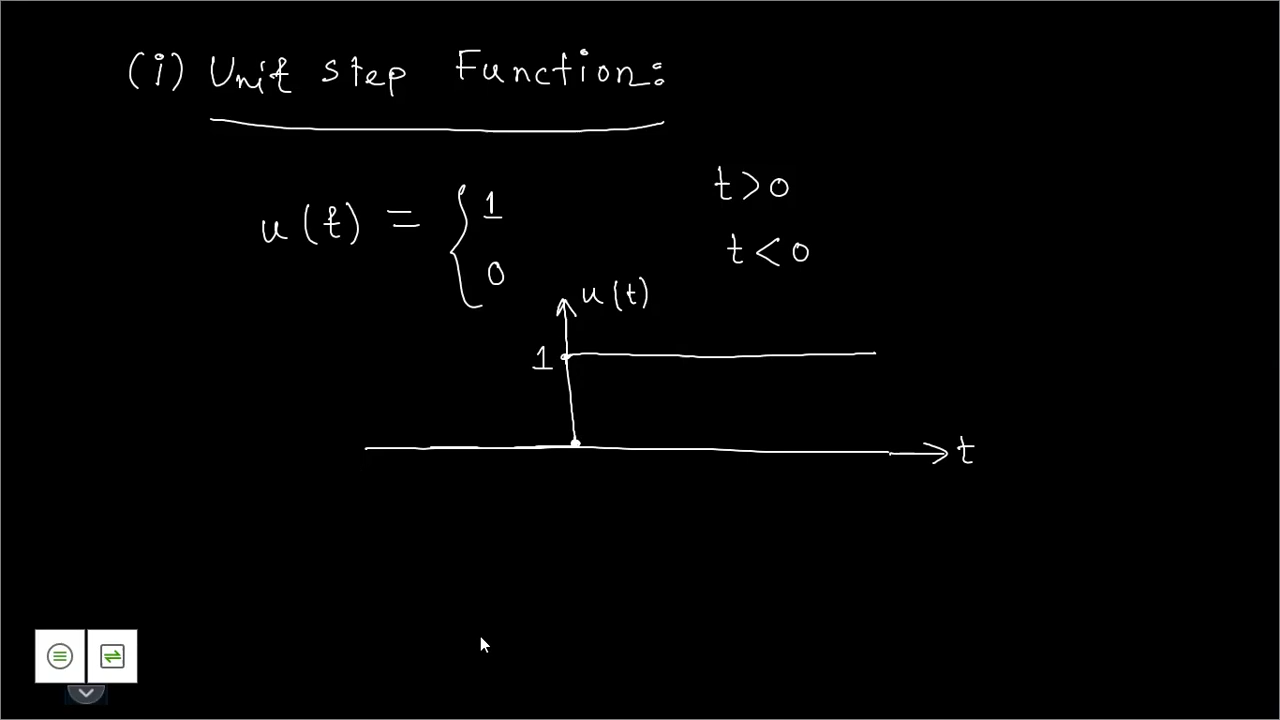 (i) Unit step Function:
u(t) = { 1 t>0
0 t<0
u(t)
1
t